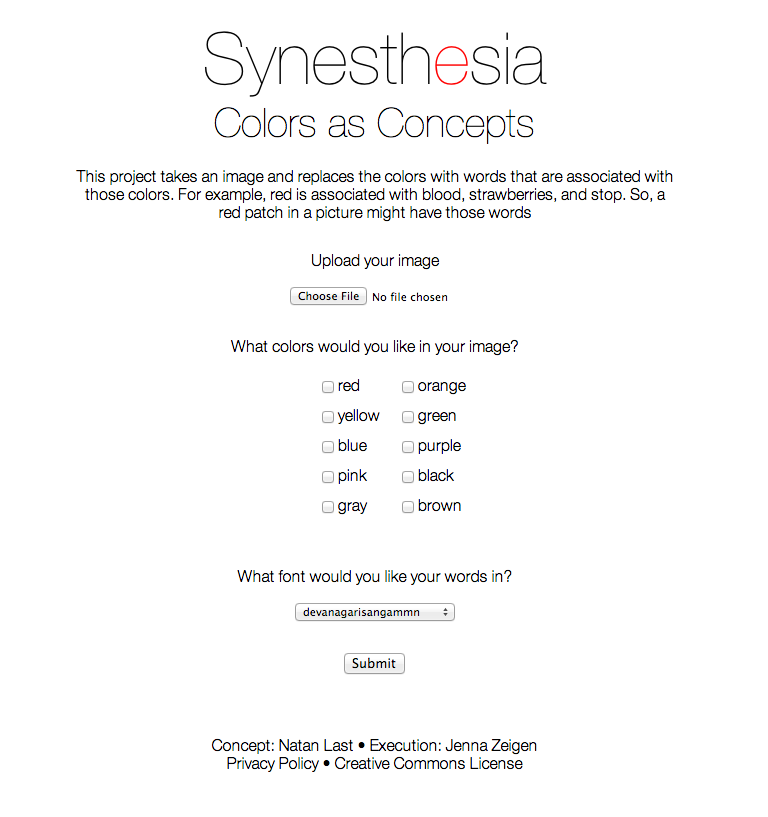 Synesthesia
Colors as Concepts
This project takes an image and replaces the colors with words that are associated with
those colors. For example, red is associated with blood, strawberries, and stop. So, a
red patch in a picture might have those words
Upload your image
Choose File No file chosen
What colors would you like in your image?
red orange
yellow green
blue purple
pink black
gray brown
What font would you like your words in?
devanagarisangammn
Submit
Concept: Natan Last • Execution: Jenna Zeigen
Privacy Policy • Creative Commons License